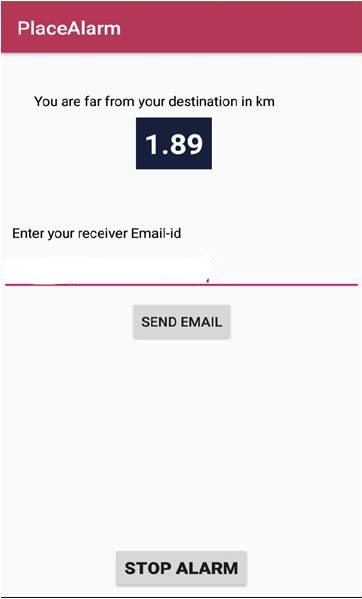 PlaceAlarm
You are far from your destination in km
1.89
Enter your receiver Email-id
SEND EMAIL
STOP ALARM